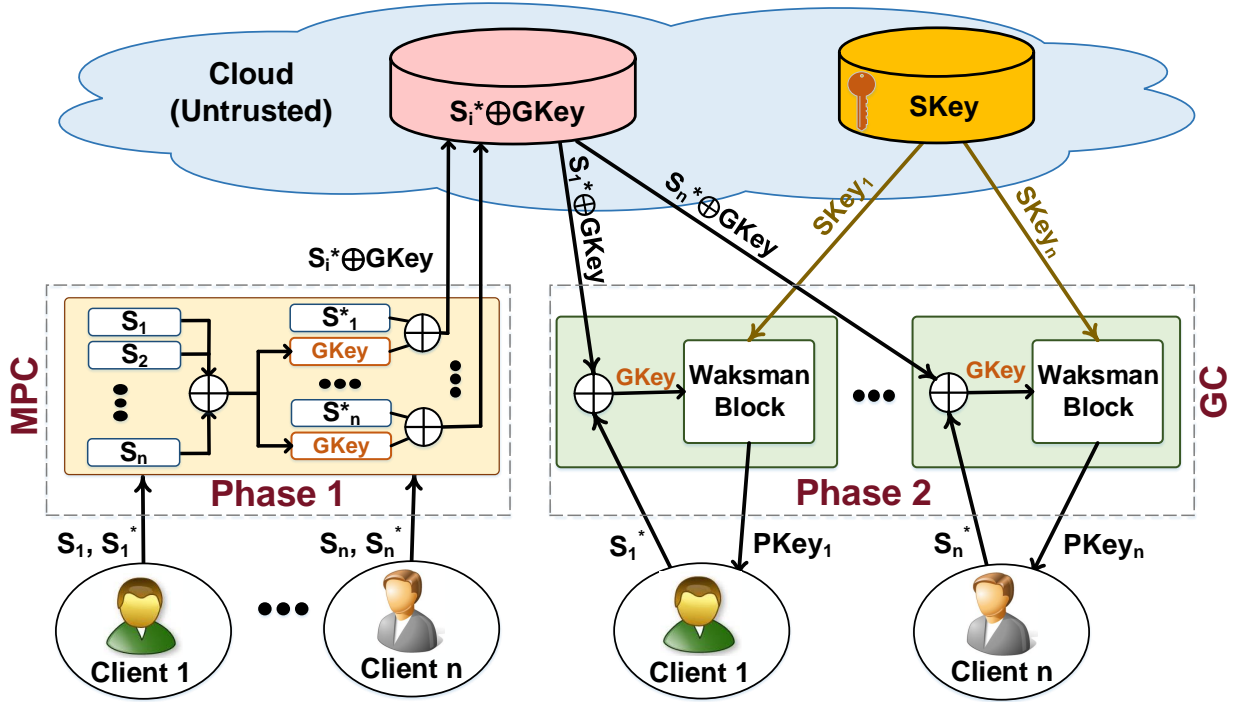 Cloud
(Untrusted)
Sᵢ*⊕GKey
SKey
S₁*⊕GKey
Sₙ*⊕GKey
SKey₁
SKeyₙ
Sᵢ*⊕GKey
MPC
S₁
S₂
Sₙ
S*₁
GKey
S*ₙ
GKey
Phase 1
GKey
Waksman
Block
GKey
Waksman
Block
GC
Phase 2
S₁, S₁*
Sₙ, Sₙ*
S₁*
PKey₁
Sₙ*
PKeyₙ
Client 1
Client n
Client 1
Client n